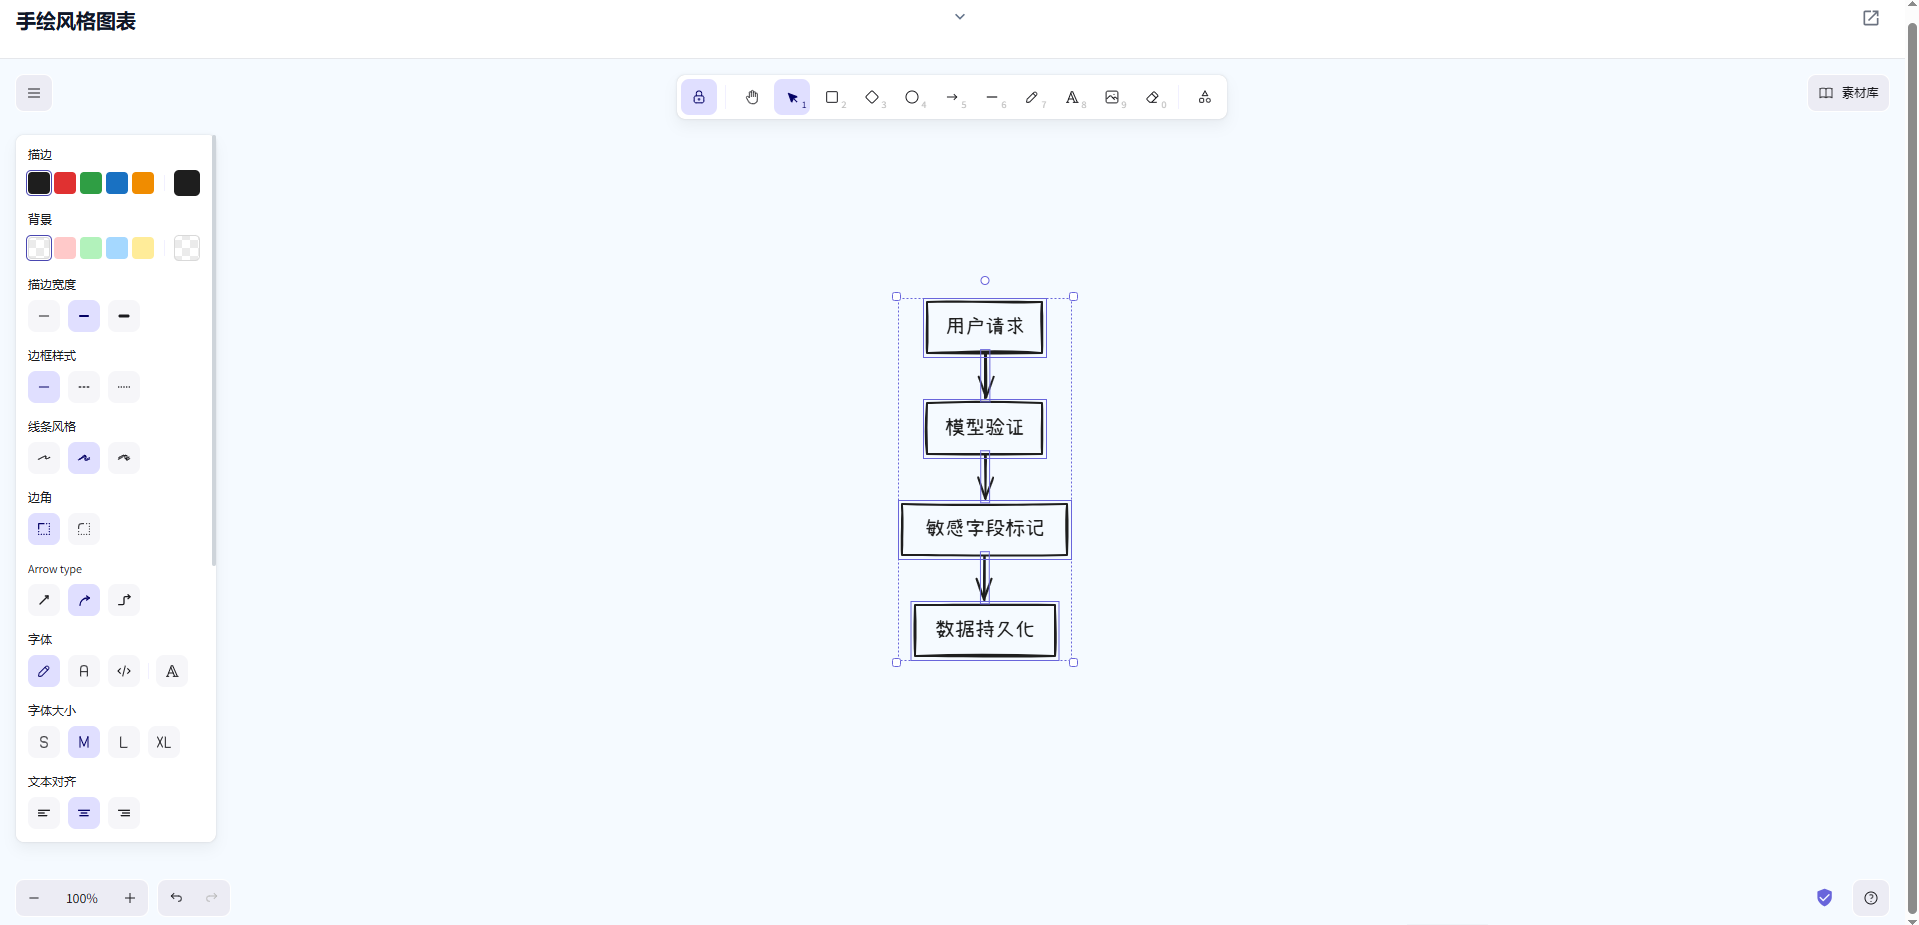 手绘风格图表
1
2
3
4
5
6
7
8
9
0
素材库
描边
背景
描边宽度
边框样式
线条风格
边角
Arrow type
字体
A
</>
A
字体大小
S M L XL
文本对齐
用户请求
模型验证
敏感字段标记
数据持久化
100%